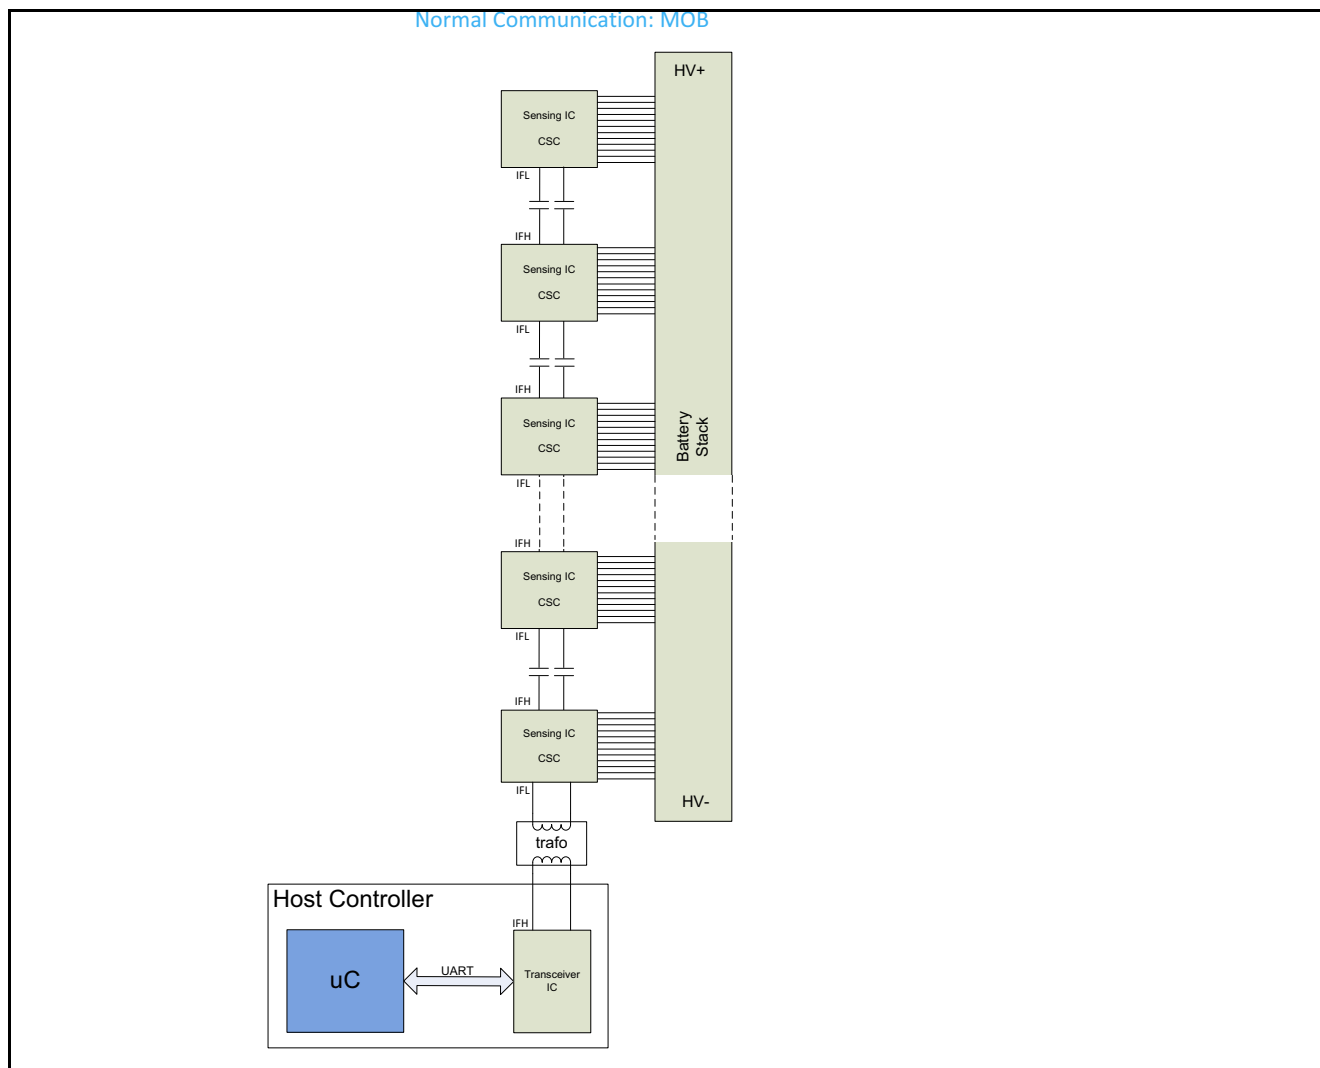 Normal Communication: MOB
HV+
Sensing IC
CSC
IFL
IFH
Sensing IC
CSC
IFL
IFH
Sensing IC
CSC
Battery
Stack
IFL
IFH
Sensing IC
CSC
IFL
IFH
Sensing IC
CSC
IFL
HV-
trafo
Host Controller
IFH
uC
UART
Transceiver
IC